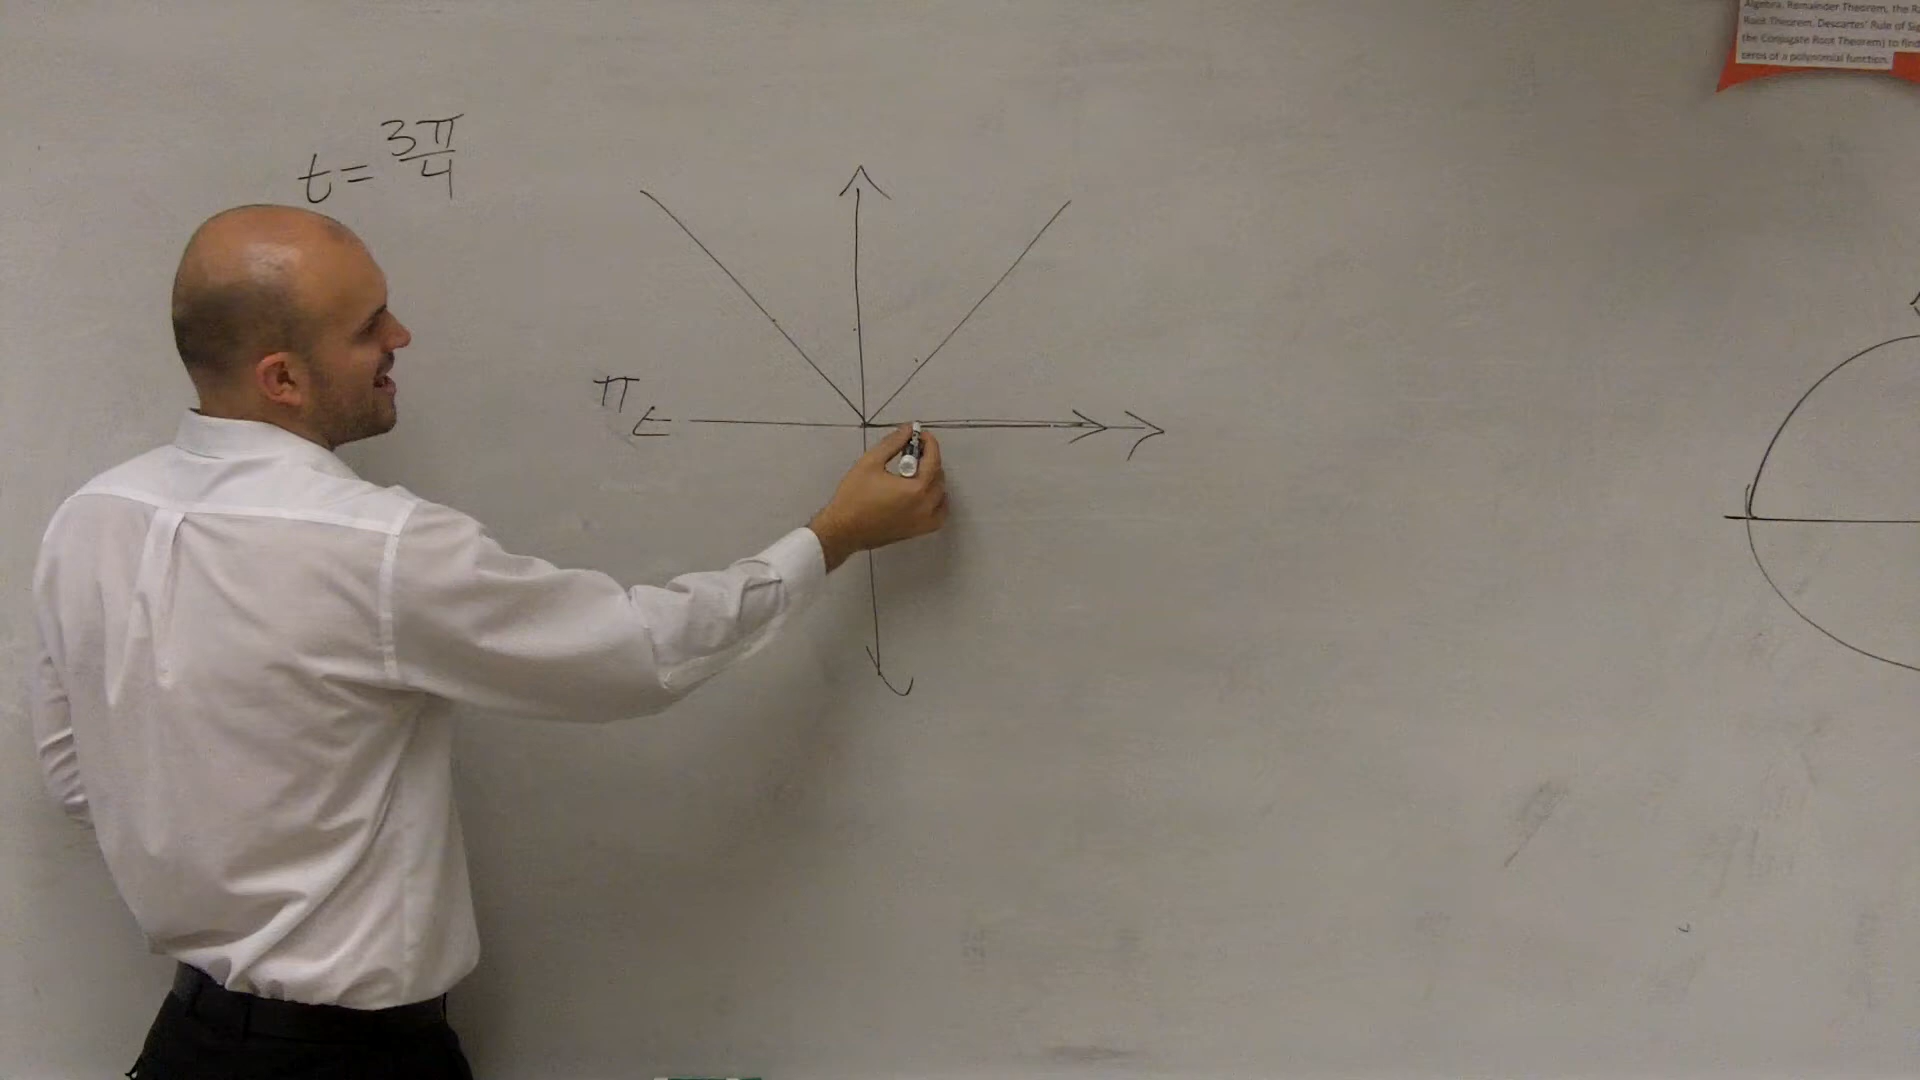 t = 3π/4
π
Algebra, Remainder Theorem, the Ra
Root Theorem, Descartes' Rule of Sig
the Conjugate Root Theorem) to find
zeros of a polynomial function.